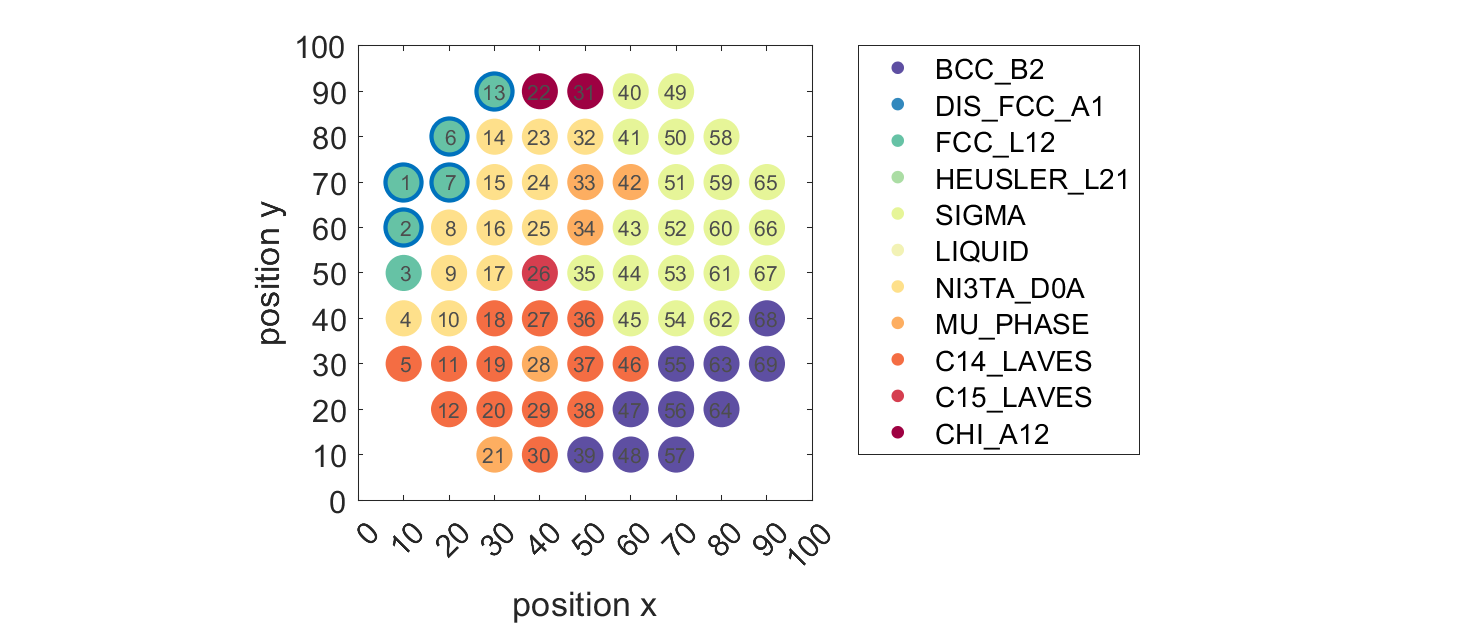 100
90
80
70
60
50
40
30
20
10
0
13 22 31 40 49
6 14 23 32 41 50 58
1 7 15 24 33 42 51 59 65
2 8 16 25 34 43 52 60 66
3 9 17 26 35 44 53 61 67
4 10 18 27 36 45 54 62 68
5 11 19 28 37 46 55 63 69
12 20 29 38 47 56 64
21 30 39 48 57
0 10 20 30 40 50 60 70 80 90 100
position x
position y
BCC_B2
DIS_FCC_A1
FCC_L12
HEUSLER_L21
SIGMA
LIQUID
NI3TA_D0A
MU_PHASE
C14_LAVES
C15_LAVES
CHI_A12